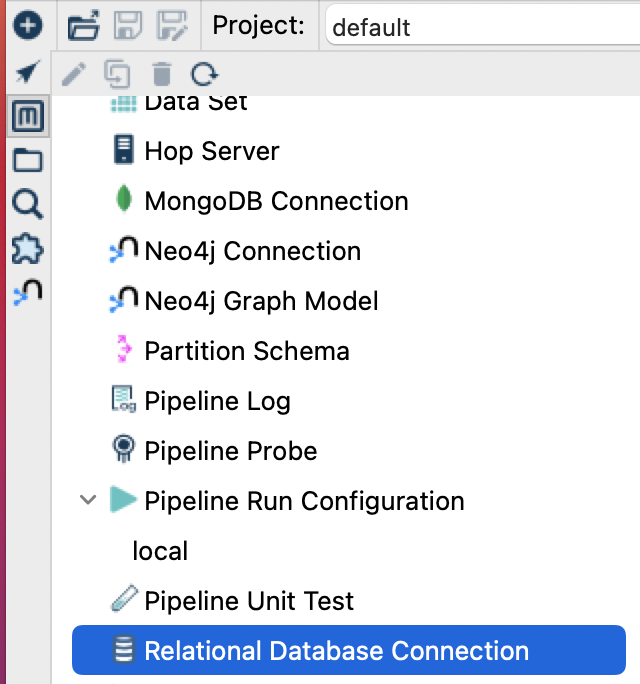 Project: default
Data Set
Hop Server
MongoDB Connection
Neo4j Connection
Neo4j Graph Model
Partition Schema
Pipeline Log
Pipeline Probe
Pipeline Run Configuration
local
Pipeline Unit Test
Relational Database Connection